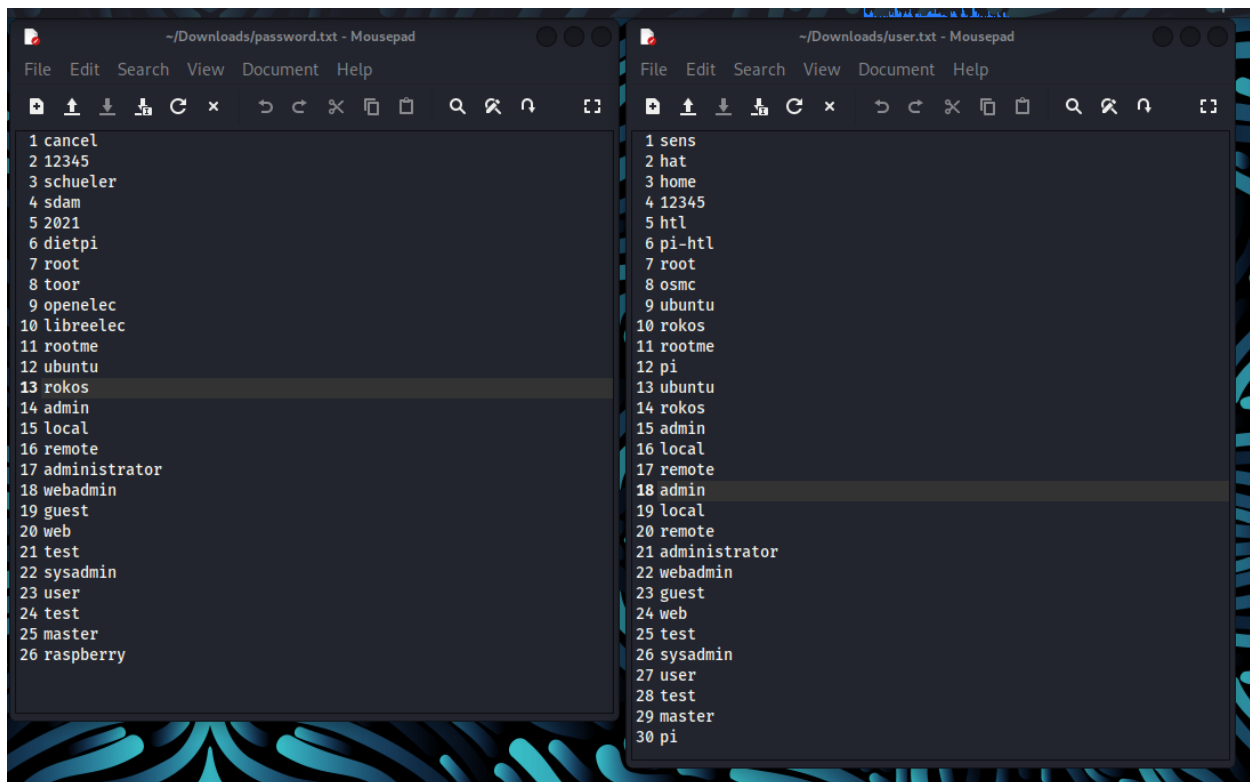 ~/Downloads/password.txt - Mousepad
File Edit Search View Document Help
1 cancel
2 12345
3 schueler
4 sdam
5 2021
6 dietpi
7 root
8 toor
9 openelec
10 libreelec
11 rootme
12 ubuntu
13 rokos
14 admin
15 local
16 remote
17 administrator
18 webadmin
19 guest
20 web
21 test
22 sysadmin
23 user
24 test
25 master
26 raspberry
~/Downloads/user.txt - Mousepad
File Edit Search View Document Help
1 sens
2 hat
3 home
4 12345
5 htl
6 pi-htl
7 root
8 osmc
9 ubuntu
10 rokos
11 rootme
12 pi
13 ubuntu
14 rokos
15 admin
16 local
17 remote
18 admin
19 local
20 remote
21 administrator
22 webadmin
23 guest
24 web
25 test
26 sysadmin
27 user
28 test
29 master
30 pi